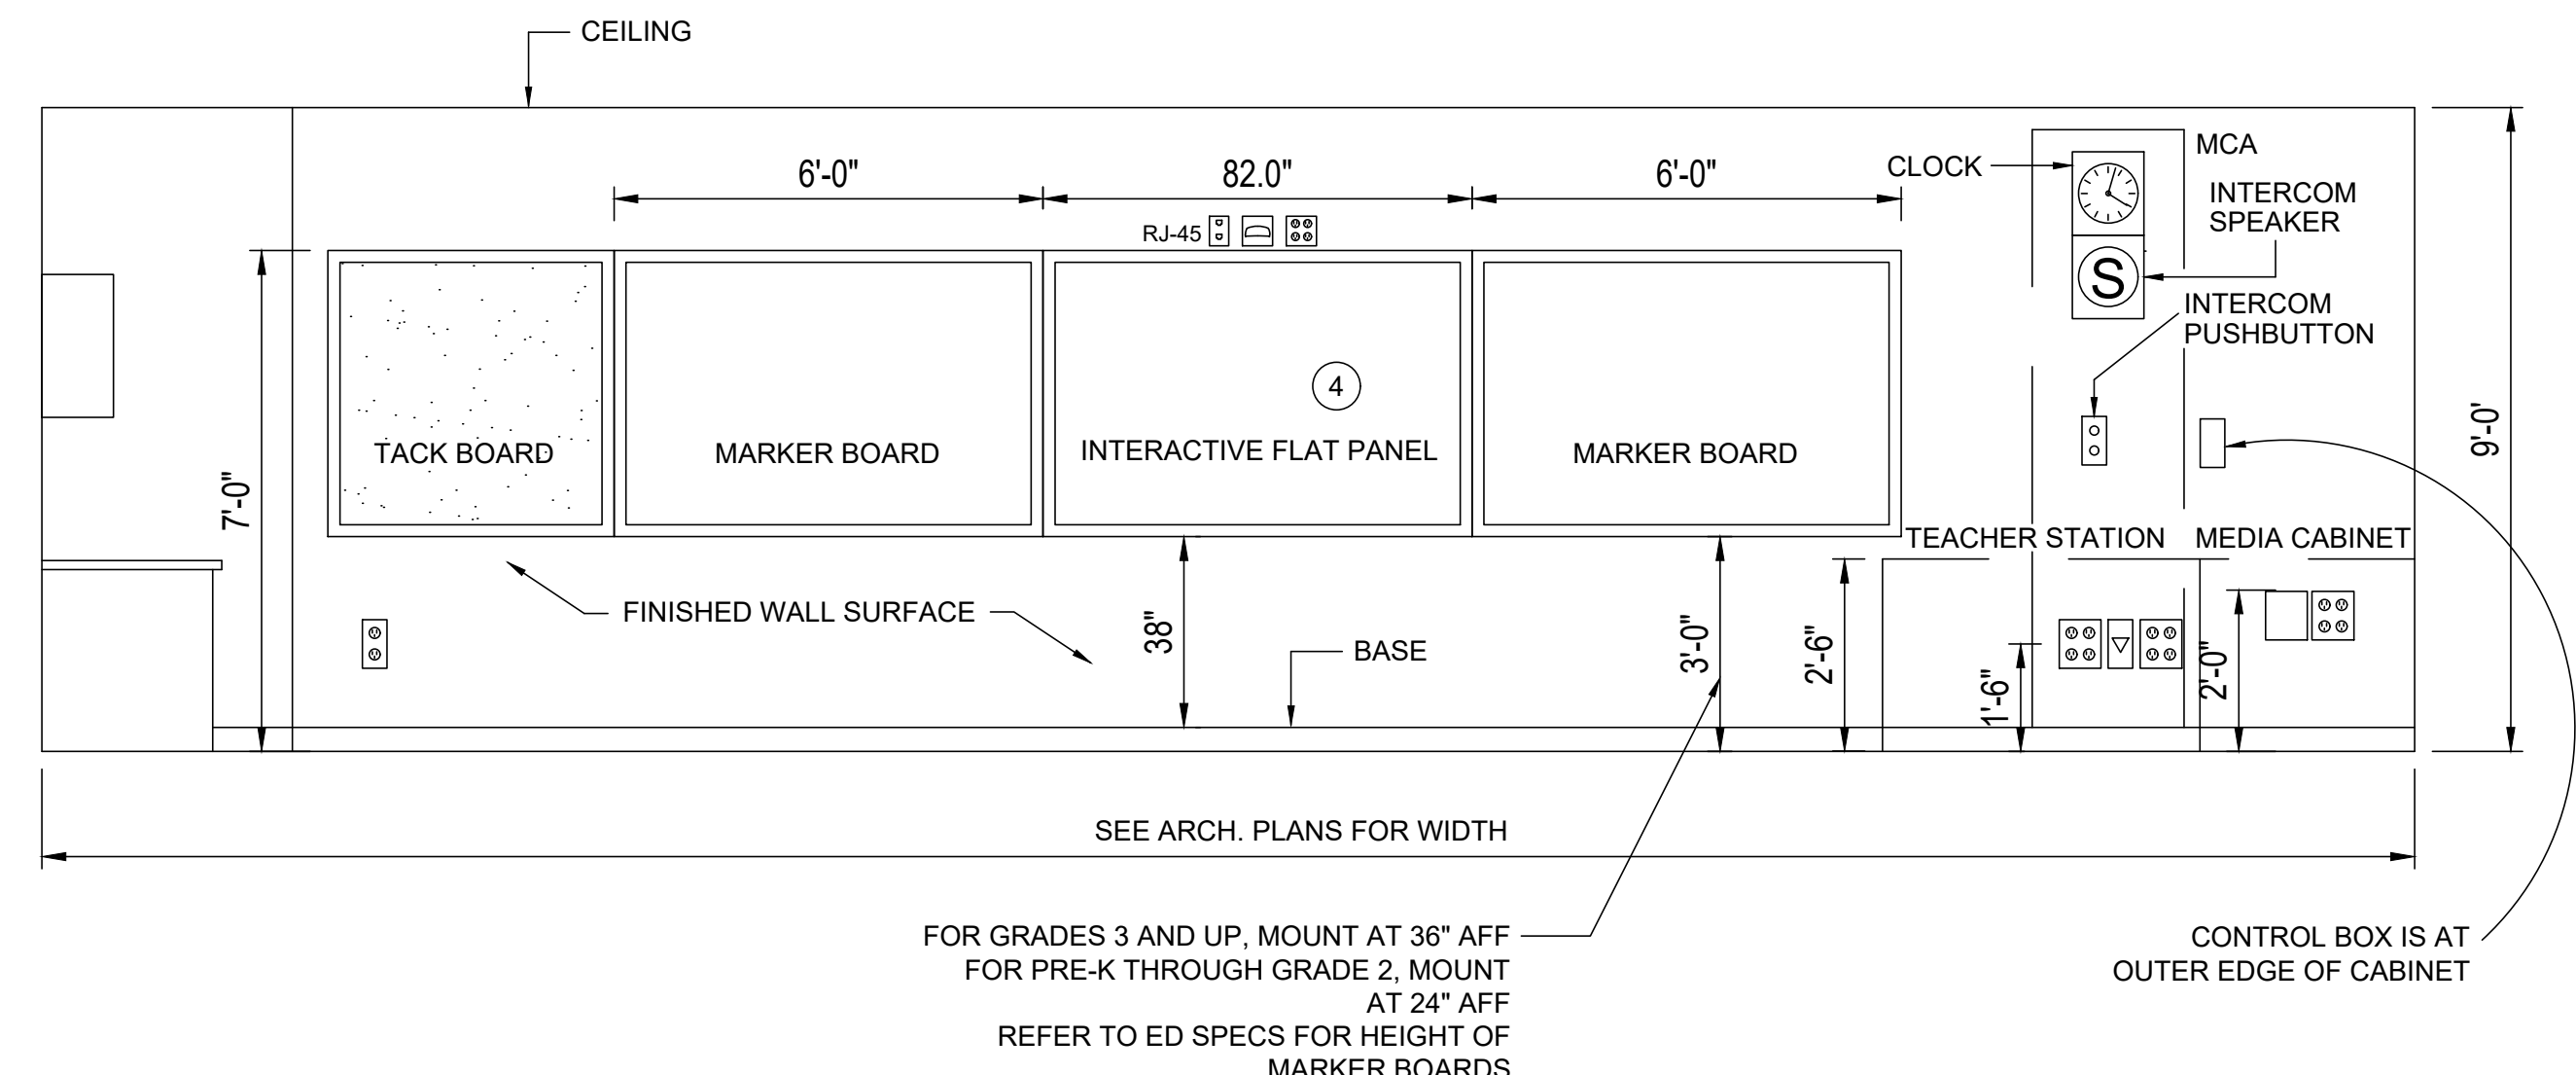 CEILING
6'-0"
82.0"
6'-0"
CLOCK
MCA
INTERCOM
SPEAKER
RJ-45
S
INTERCOM
PUSHBUTTON
4
TACK BOARD
MARKER BOARD
INTERACTIVE FLAT PANEL
MARKER BOARD
7'-0"
9'-0'
TEACHER STATION
MEDIA CABINET
FINISHED WALL SURFACE
38"
BASE
3'-0"
2'-6"
1'-6"
2'-0"
SEE ARCH. PLANS FOR WIDTH
FOR GRADES 3 AND UP, MOUNT AT 36" AFF
FOR PRE-K THROUGH GRADE 2, MOUNT
AT 24" AFF
REFER TO ED SPECS FOR HEIGHT OF
MARKER BOARDS
CONTROL BOX IS AT
OUTER EDGE OF CABINET